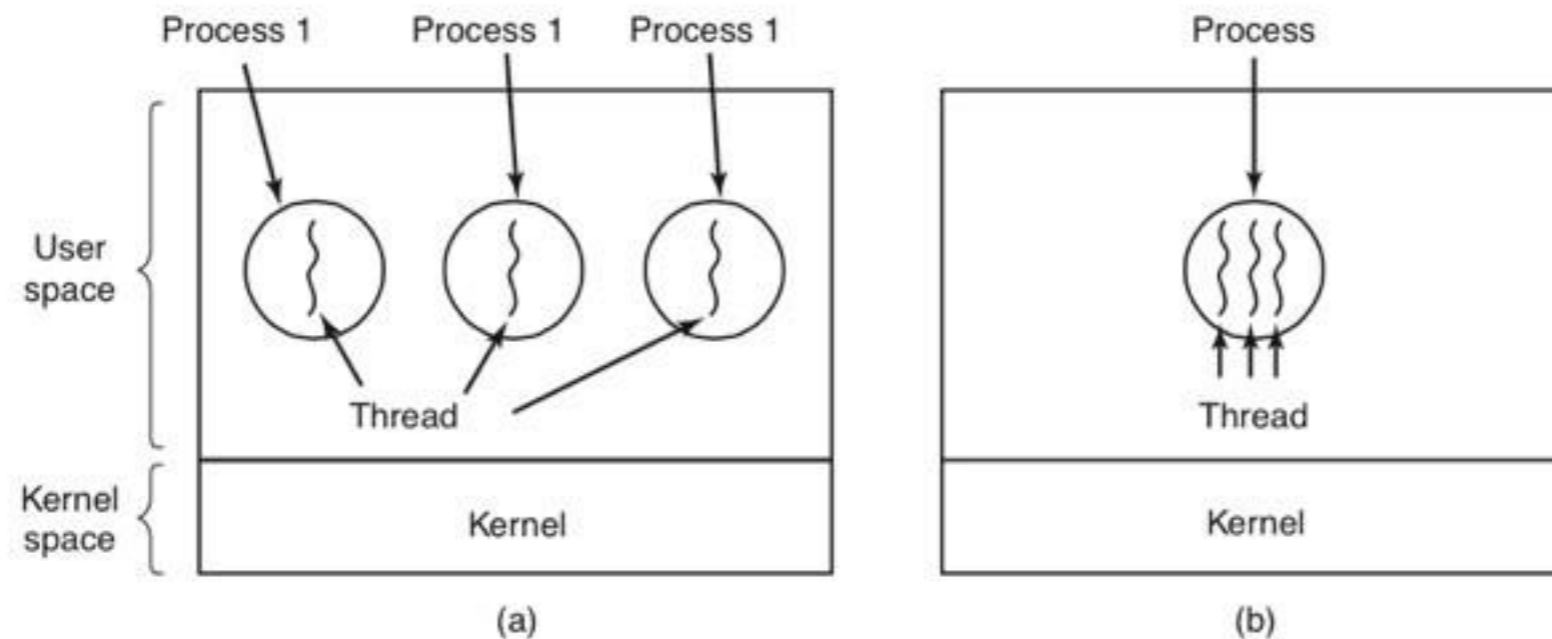 Process 1
Process 1
Process 1
Process
User
space
Thread
Thread
Kernel
space
Kernel
Kernel
(a)
(b)